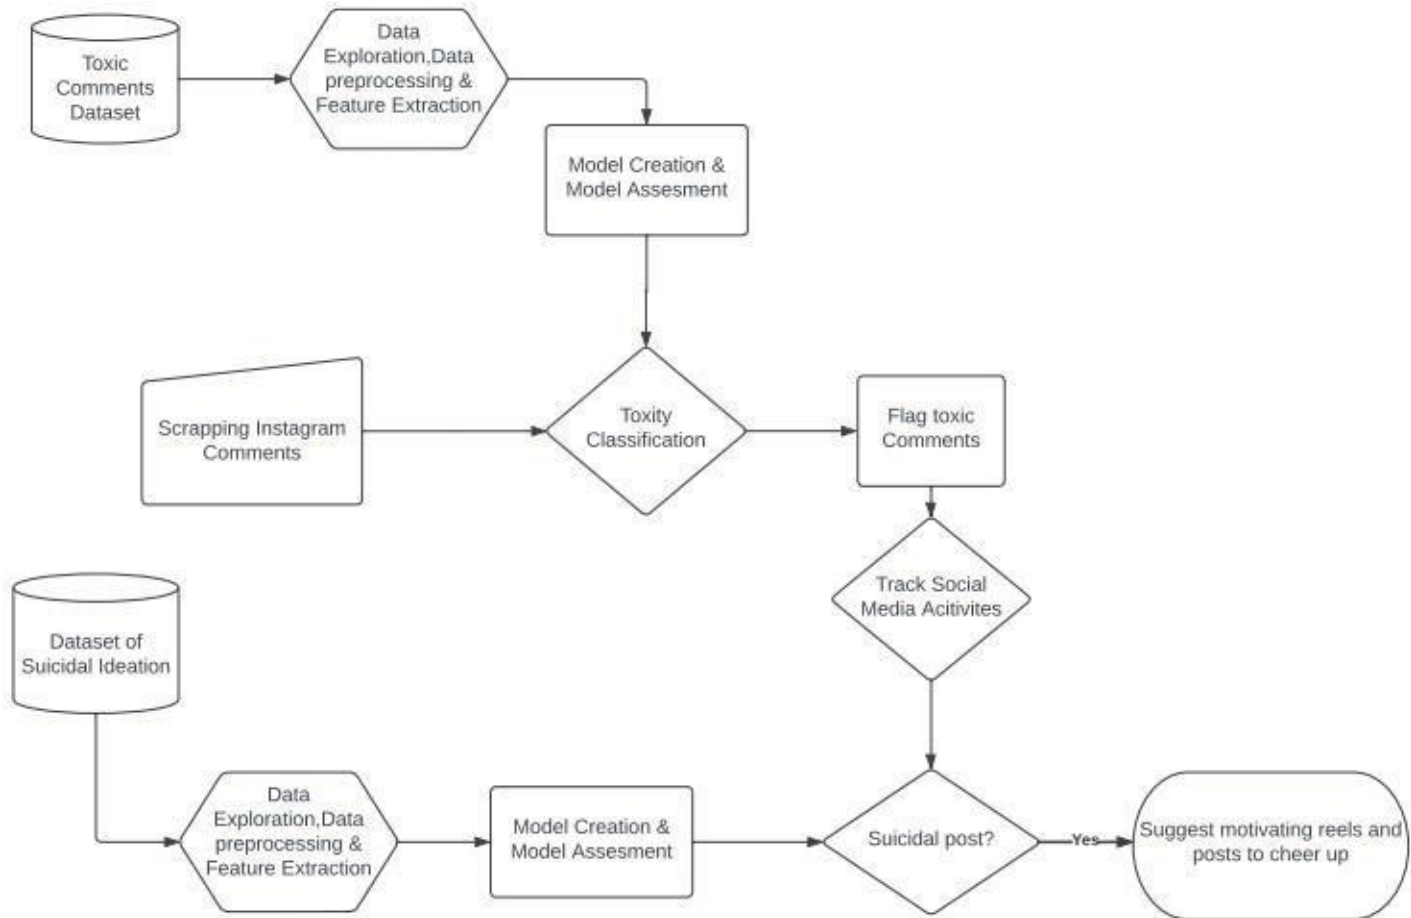 Toxic
Comments
Dataset
Data
Exploration,Data
preprocessing &
Feature Extraction
Model Creation &
Model Assesment
Scrapping Instagram
Comments
Toxity
Classification
Flag toxic
Comments
Track Social
Media Acitivites
Dataset of
Suicidal Ideation
Data
Exploration,Data
preprocessing &
Feature Extraction
Model Creation &
Model Assesment
Suicidal post?
Yes
Suggest motivating reels and
posts to cheer up